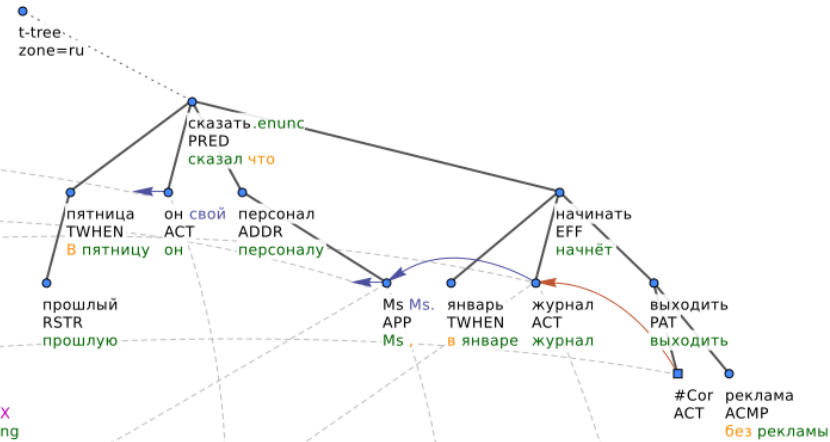 t-tree
zone=ru
сказать.enunc
PRED
сказал что
пятница
TWHEN
В пятницу
он свой
ACT
он
персонал
ADDR
персоналу
начинать
EFF
начнёт
прошлый
RSTR
прошлую
Ms Ms.
APP
Ms ,
январь
TWHEN
в январе
журнал
ACT
журнал
выходить
PAT
выходить
#Cor
ACT
реклама
ACMP
без рекламы
X
ng